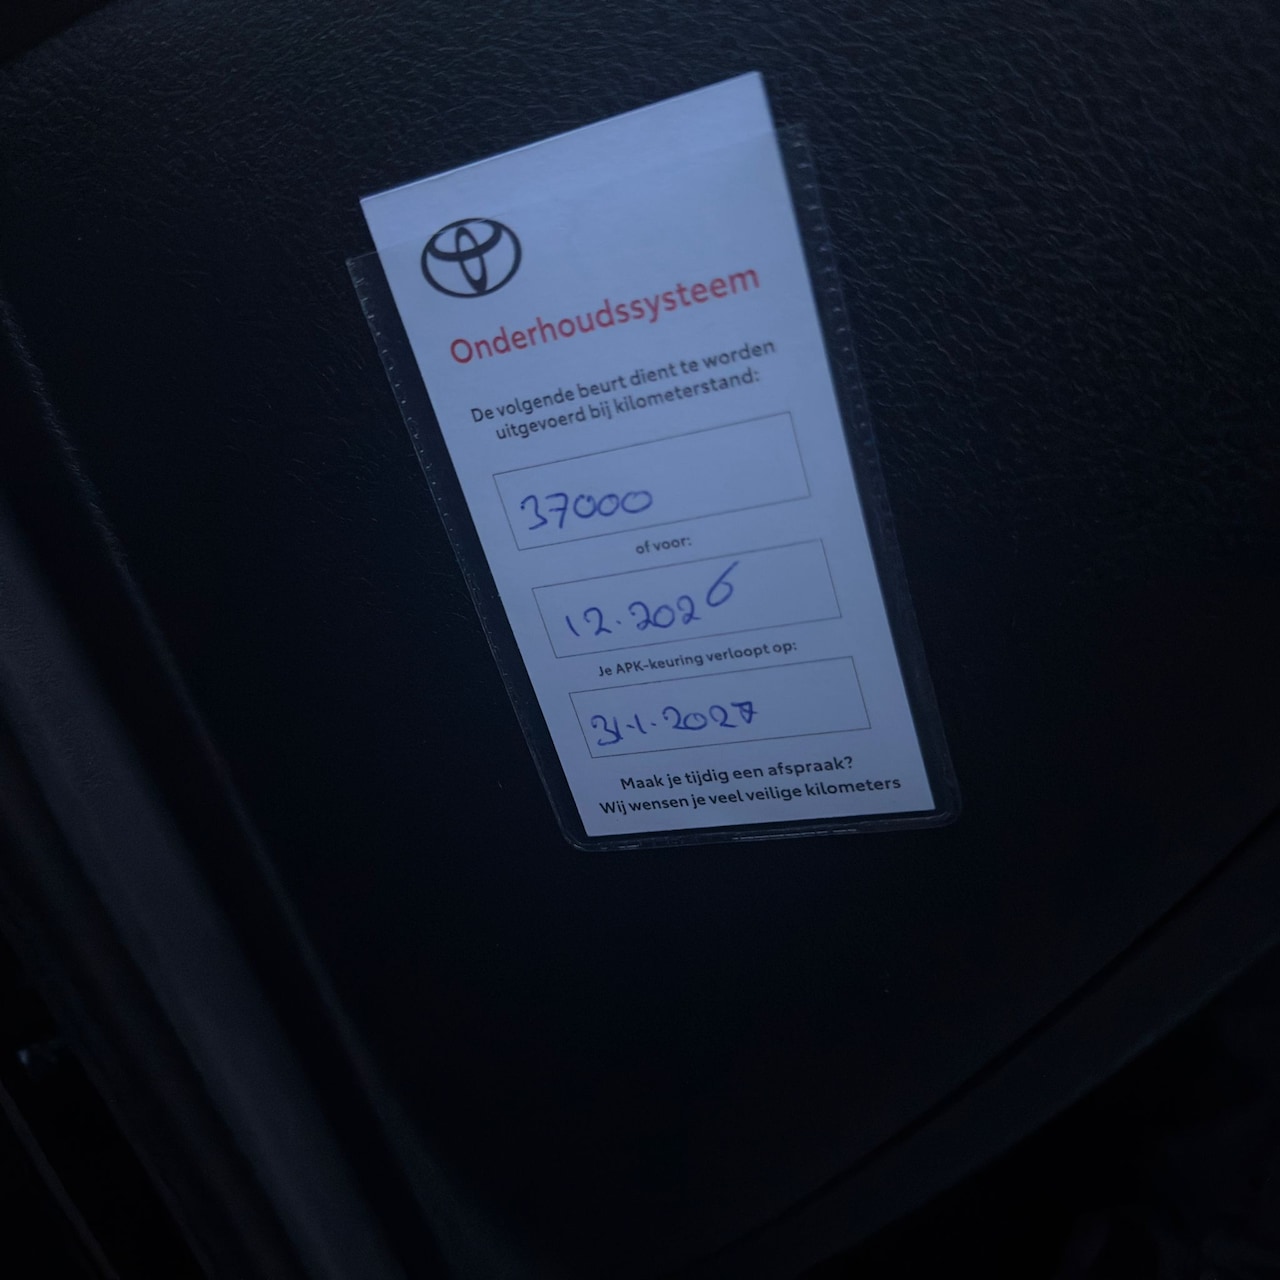 Onderhoudssysteem
De volgende beurt dient te worden
uitgevoerd bij kilometerstand:
37000
of voor:
12.2026
Je APK-keuring verloopt op:
31-1-2027
Maak je tijdig een afspraak?
Wij wensen je veel veilige kilometers